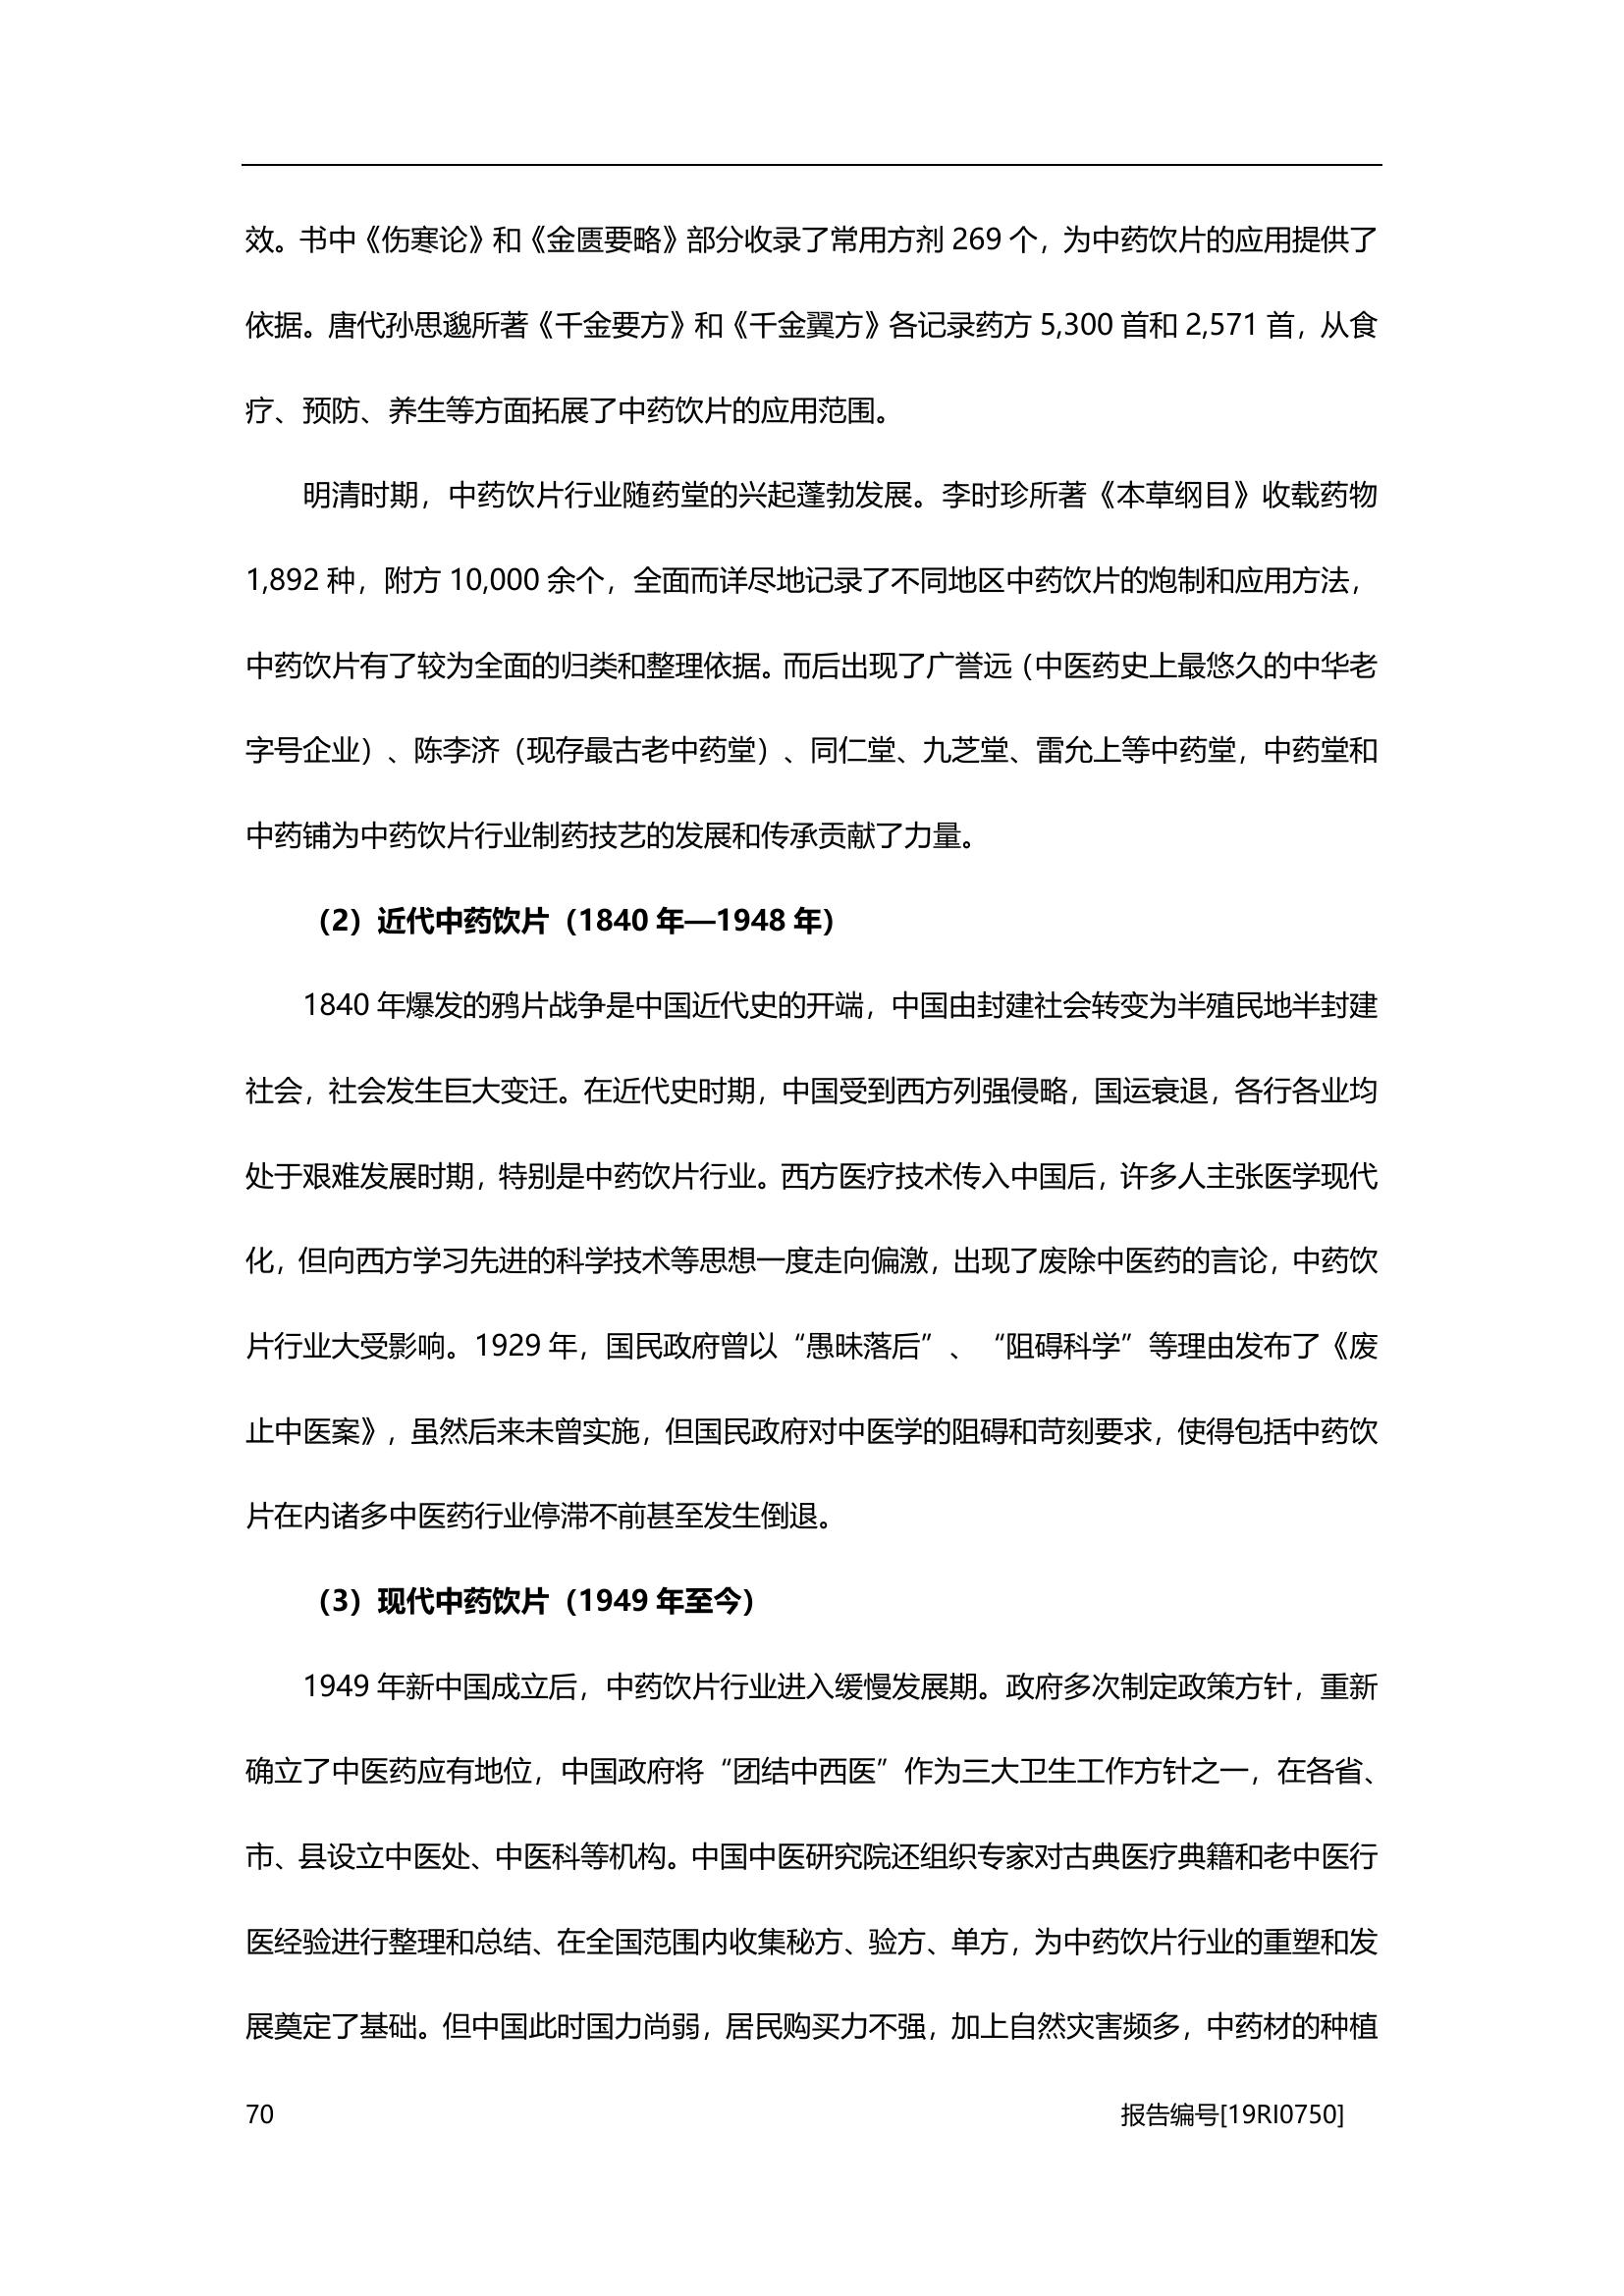 效。书中《伤寒论》和《金匮要略》部分收录了常用方剂 269 个，为中药饮片的应用提供了
依据。唐代孙思邈所著《千金要方》和《千金翼方》各记录药方 5,300 首和 2,571 首，从食
疗、预防、养生等方面拓展了中药饮片的应用范围。
明清时期，中药饮片行业随药堂的兴起蓬勃发展。李时珍所著《本草纲目》收载药物
1,892 种，附方 10,000 余个，全面而详尽地记录了不同地区中药饮片的炮制和应用方法，
中药饮片有了较为全面的归类和整理依据。而后出现了广誉远（中医药史上最悠久的中华老
字号企业）、陈李济（现存最古老中药堂）、同仁堂、九芝堂、雷允上等中药堂，中药堂和
中药铺为中药饮片行业制药技艺的发展和传承贡献了力量。
（2）近代中药饮片（1840 年—1948 年）
1840 年爆发的鸦片战争是中国近代史的开端，中国由封建社会转变为半殖民地半封建
社会，社会发生巨大变迁。在近代史时期，中国受到西方列强侵略，国运衰退，各行各业均
处于艰难发展时期，特别是中药饮片行业。西方医疗技术传入中国后，许多人主张医学现代
化，但向西方学习先进的科学技术等思想一度走向偏激，出现了废除中医药的言论，中药饮
片行业大受影响。1929 年，国民政府曾以“愚昧落后”、“阻碍科学”等理由发布了《废
止中医案》，虽然后来未曾实施，但国民政府对中医学的阻碍和苛刻要求，使得包括中药饮
片在内诸多中医药行业停滞不前甚至发生倒退。
（3）现代中药饮片（1949 年至今）
1949 年新中国成立后，中药饮片行业进入缓慢发展期。政府多次制定政策方针，重新
确立了中医药应有地位，中国政府将“团结中西医”作为三大卫生工作方针之一，在各省、
市、县设立中医处、中医科等机构。中国中医研究院还组织专家对古典医疗典籍和老中医行
医经验进行整理和总结、在全国范围内收集秘方、验方、单方，为中药饮片行业的重塑和发
展奠定了基础。但中国此时国力尚弱，居民购买力不强，加上自然灾害频多，中药材的种植
70 报告编号[19RI0750]